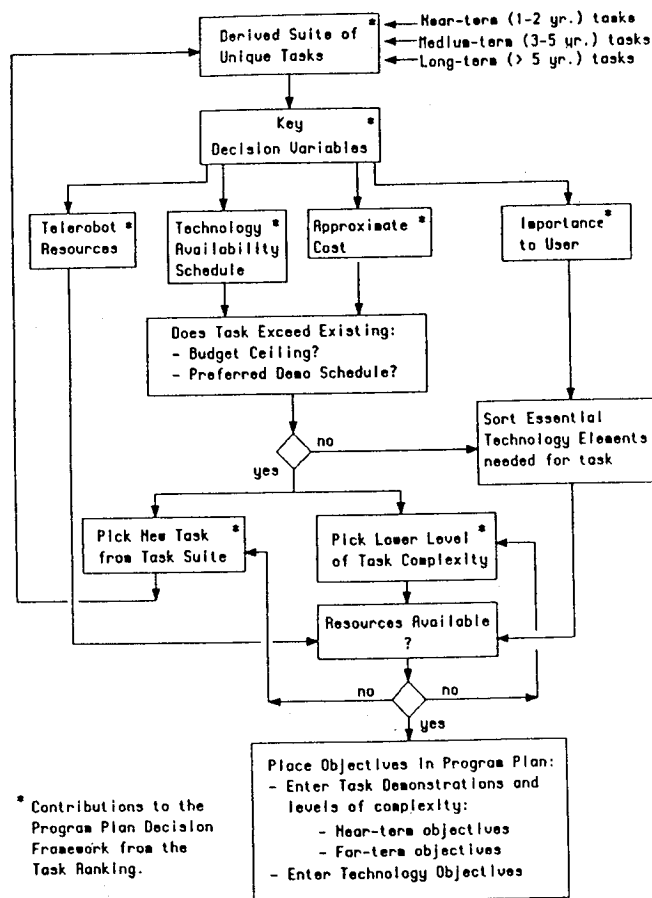 Derived Suite of *
Unique Tasks
Near-term (1-2 yr.) tasks
Medium-term (3-5 yr.) tasks
Long-term (> 5 yr.) tasks
Key *
Decision Variables
Telerobot *
Resources
Technology *
Availability
Schedule
Approximate *
Cost
Importance *
to User
Does Task Exceed Existing:
- Budget Ceiling?
- Preferred Demo Schedule?
no
yes
Sort Essential
Technology Elements
needed for task
Pick New Task *
from Task Suite
Pick Lower Level *
of Task Complexity
Resources Available
?
no
no
yes
Place Objectives in Program Plan:
- Enter Task Demonstrations and
levels of complexity:
- Near-term objectives
- Far-term objectives
- Enter Technology Objectives
* Contributions to the
Program Plan Decision
Framework from the
Task Ranking.